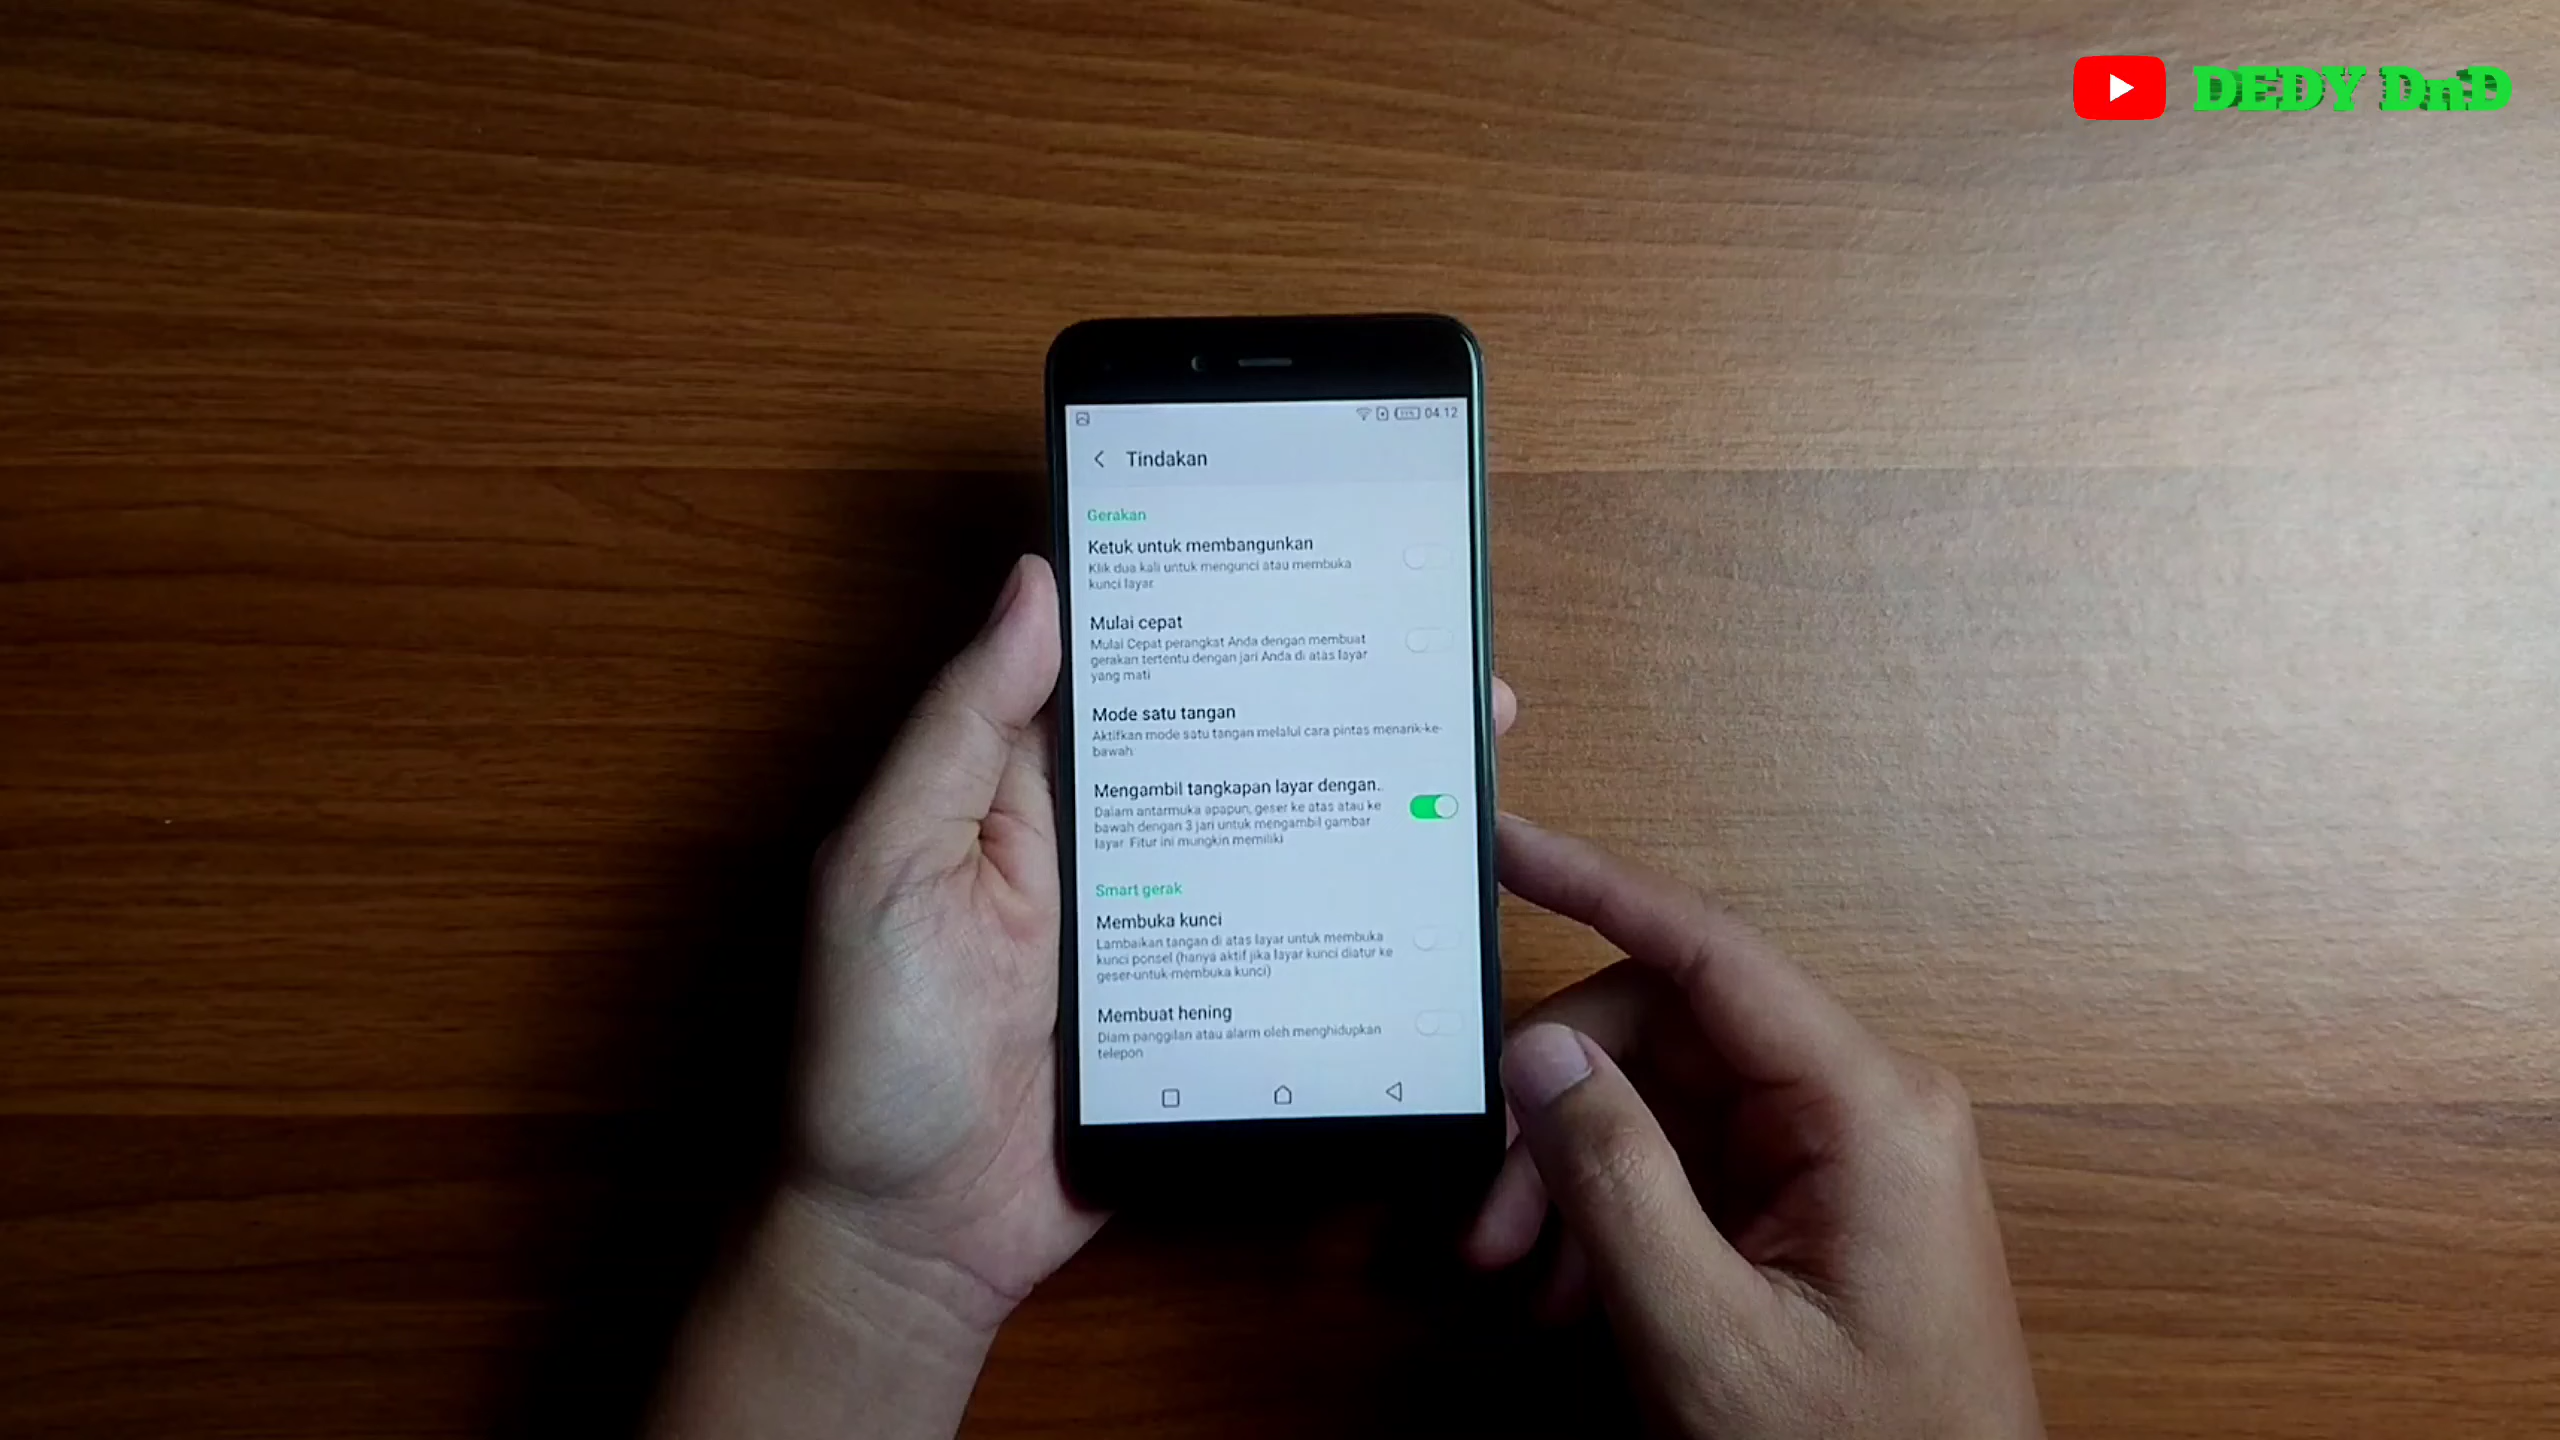 DEDY DnD
04.12
Tindakan
Gerakan
Ketuk untuk membangunkan
Klik dua kali untuk mengunci atau membuka
kunci layar
Mulai cepat
Mulai Cepat perangkat Anda dengan membuat
gerakan tertentu dengan jari Anda di atas layar
yang mati
Mode satu tangan
Aktifkan mode satu tangan melalui cara pintas menarik-ke-
bawah
Mengambil tangkapan layar dengan..
Dalam antarmuka apapun, geser ke atas atau ke
bawah dengan 3 jari untuk mengambil gambar
layar. Fitur ini mungkin memiliki
Smart gerak
Membuka kunci
Lambaikan tangan di atas layar untuk membuka
kunci ponsel (hanya aktif jika layar kunci diatur ke
geser-untuk-membuka kunci)
Membuat hening
Diam panggilan atau alarm oleh menghidupkan
telepon